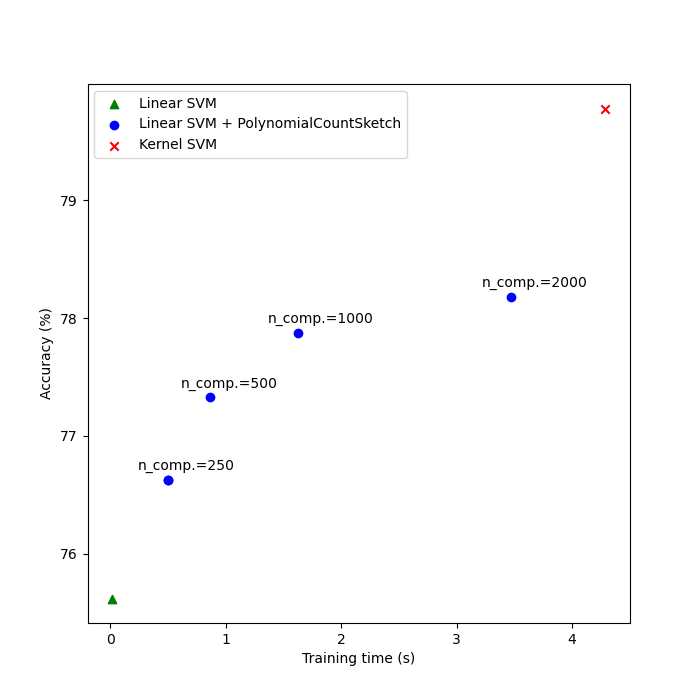 Linear SVM
Linear SVM + PolynomialCountSketch
Kernel SVM
79
78
77
76
n_comp.=2000
n_comp.=1000
n_comp.=500
n_comp.=250
Accuracy (%)
0 1 2 3 4
Training time (s)